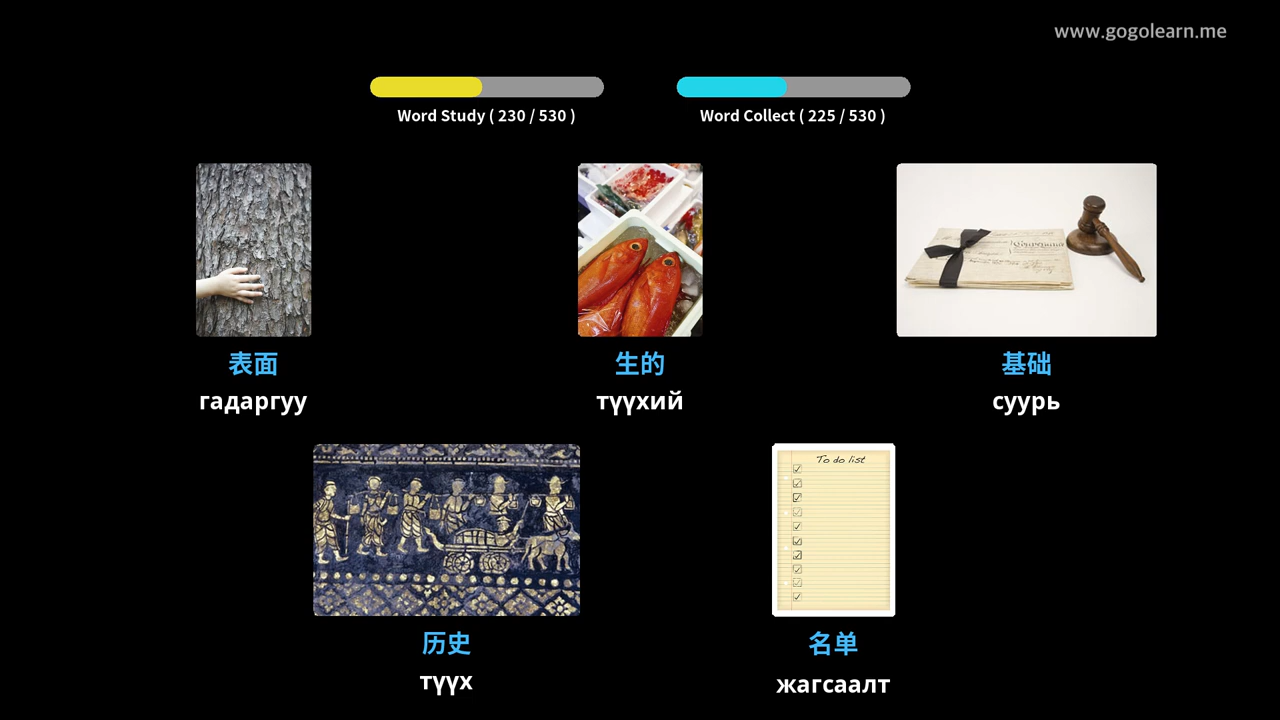 www.gogolearn.me
Word Study ( 230 / 530 )
Word Collect ( 225 / 530 )
表面
гадаргуу
生的
түүхий
基础
суурь
To do list
历史
түүх
名单
жагсаалт